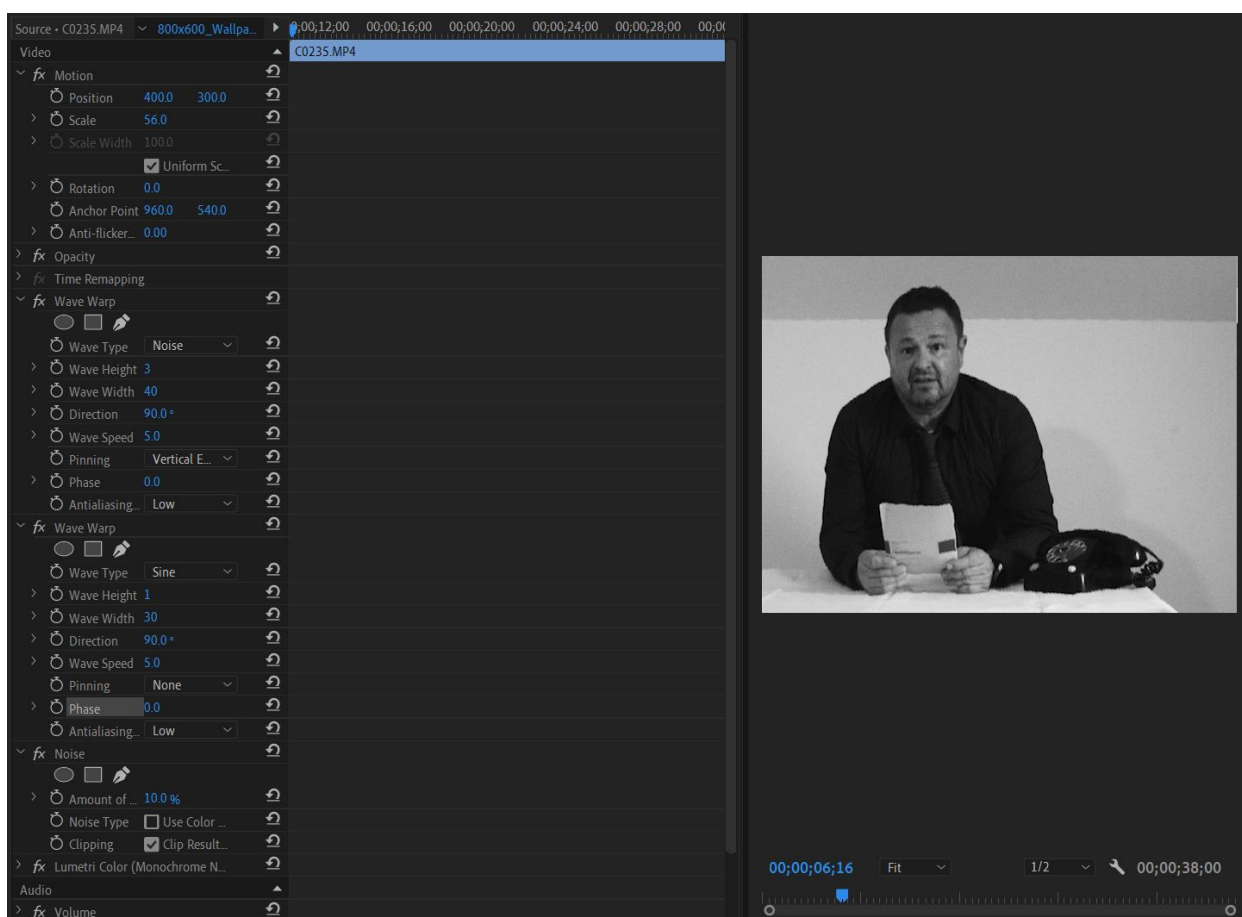 Source • C0235.MP4 800x600_Wallpa...
;00;12;00 00;00;16;00 00;00;20;00 00;00;24;00 00;00;28;00 00;00
Video
C0235.MP4
fx Motion
Position 400.0 300.0
Scale 56.0
Scale Width 100.0
Uniform Sc...
Rotation 0.0
Anchor Point 960.0 540.0
Anti-flicker... 0.00
fx Opacity
fx Time Remapping
fx Wave Warp
Wave Type Noise
Wave Height 3
Wave Width 40
Direction 90.0 °
Wave Speed 5.0
Pinning Vertical E...
Phase 0.0
Antialiasing... Low
fx Wave Warp
Wave Type Sine
Wave Height 1
Wave Width 30
Direction 90.0 °
Wave Speed 5.0
Pinning None
Phase 0.0
Antialiasing... Low
fx Noise
Amount of ... 10.0 %
Noise Type Use Color ...
Clipping Clip Result...
fx Lumetri Color (Monochrome N...
Audio
fx Volume
00;00;06;16 Fit 1/2 00;00;38;00